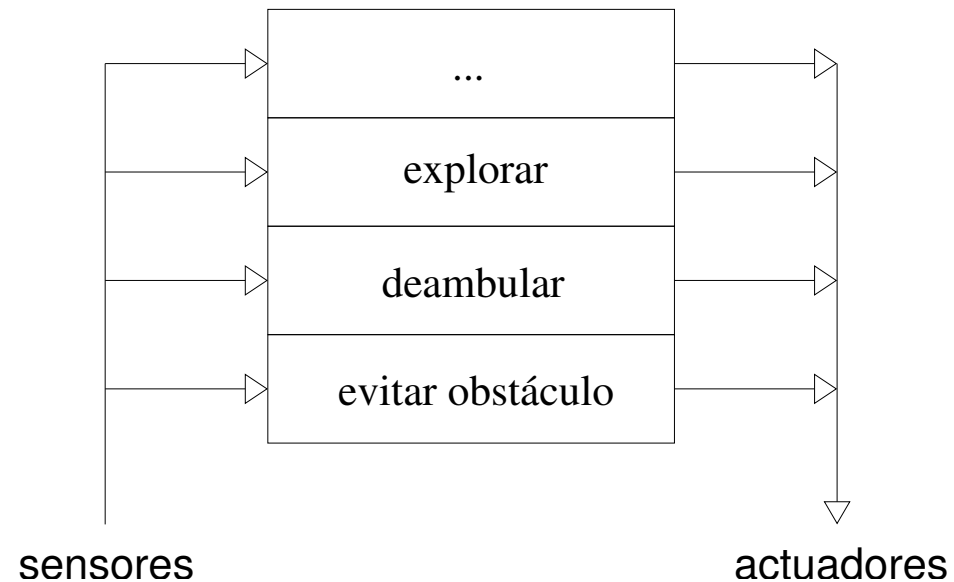 ...
explorar
deambular
evitar obstáculo
sensores
actuadores